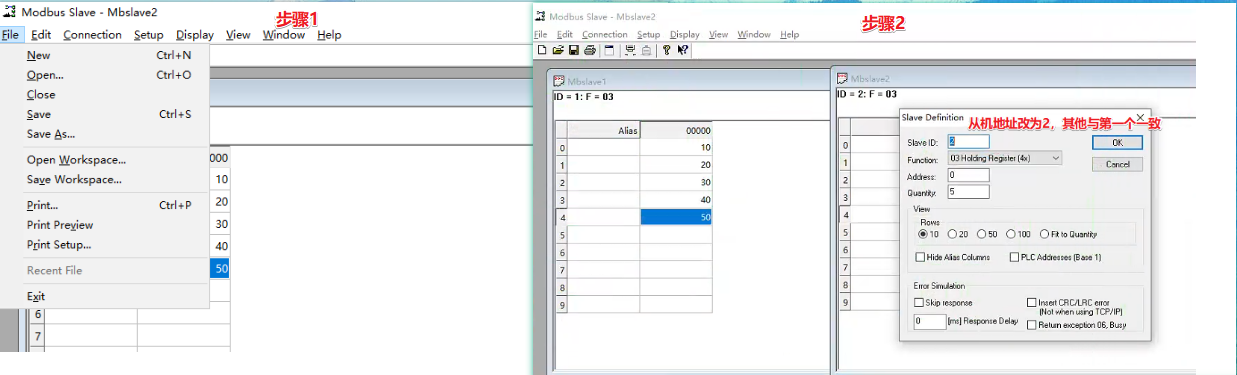 Modbus Slave - Mbslave2
步骤1
File Edit Connection Setup Display View Window Help
New Ctrl+N
Open... Ctrl+O
Close
Save Ctrl+S
Save As...
Open Workspace...
Save Workspace...
Print... Ctrl+P
Print Preview
Print Setup...
Recent File
Exit
000
10
20
30
40
50
6
7
Modbus Slave - Mbslave2
步骤2
File Edit Connection Setup Display View Window Help
Mbslave1
ID = 1: F = 03
Alias 00000
0 10
1 20
2 30
3 40
4 50
5
6
7
8
9
Mbslave2
ID = 2: F = 03
0
1
2
3
4
5
6
7
8
9
Slave Definition
从机地址改为2，其他与第一个一致
Slave ID: 2 OK
Function: 03 Holding Register (4x) Cancel
Address: 0
Quantity: 5
View
Rows
10 20 50 100 Fit to Quantity
Hide Alias Columns PLC Addresses (Base 1)
Error Simulation
Skip response Insert CRC/LRC error
(Not when using TCP/IP)
0 [ms] Response Delay Return exception 06, Busy